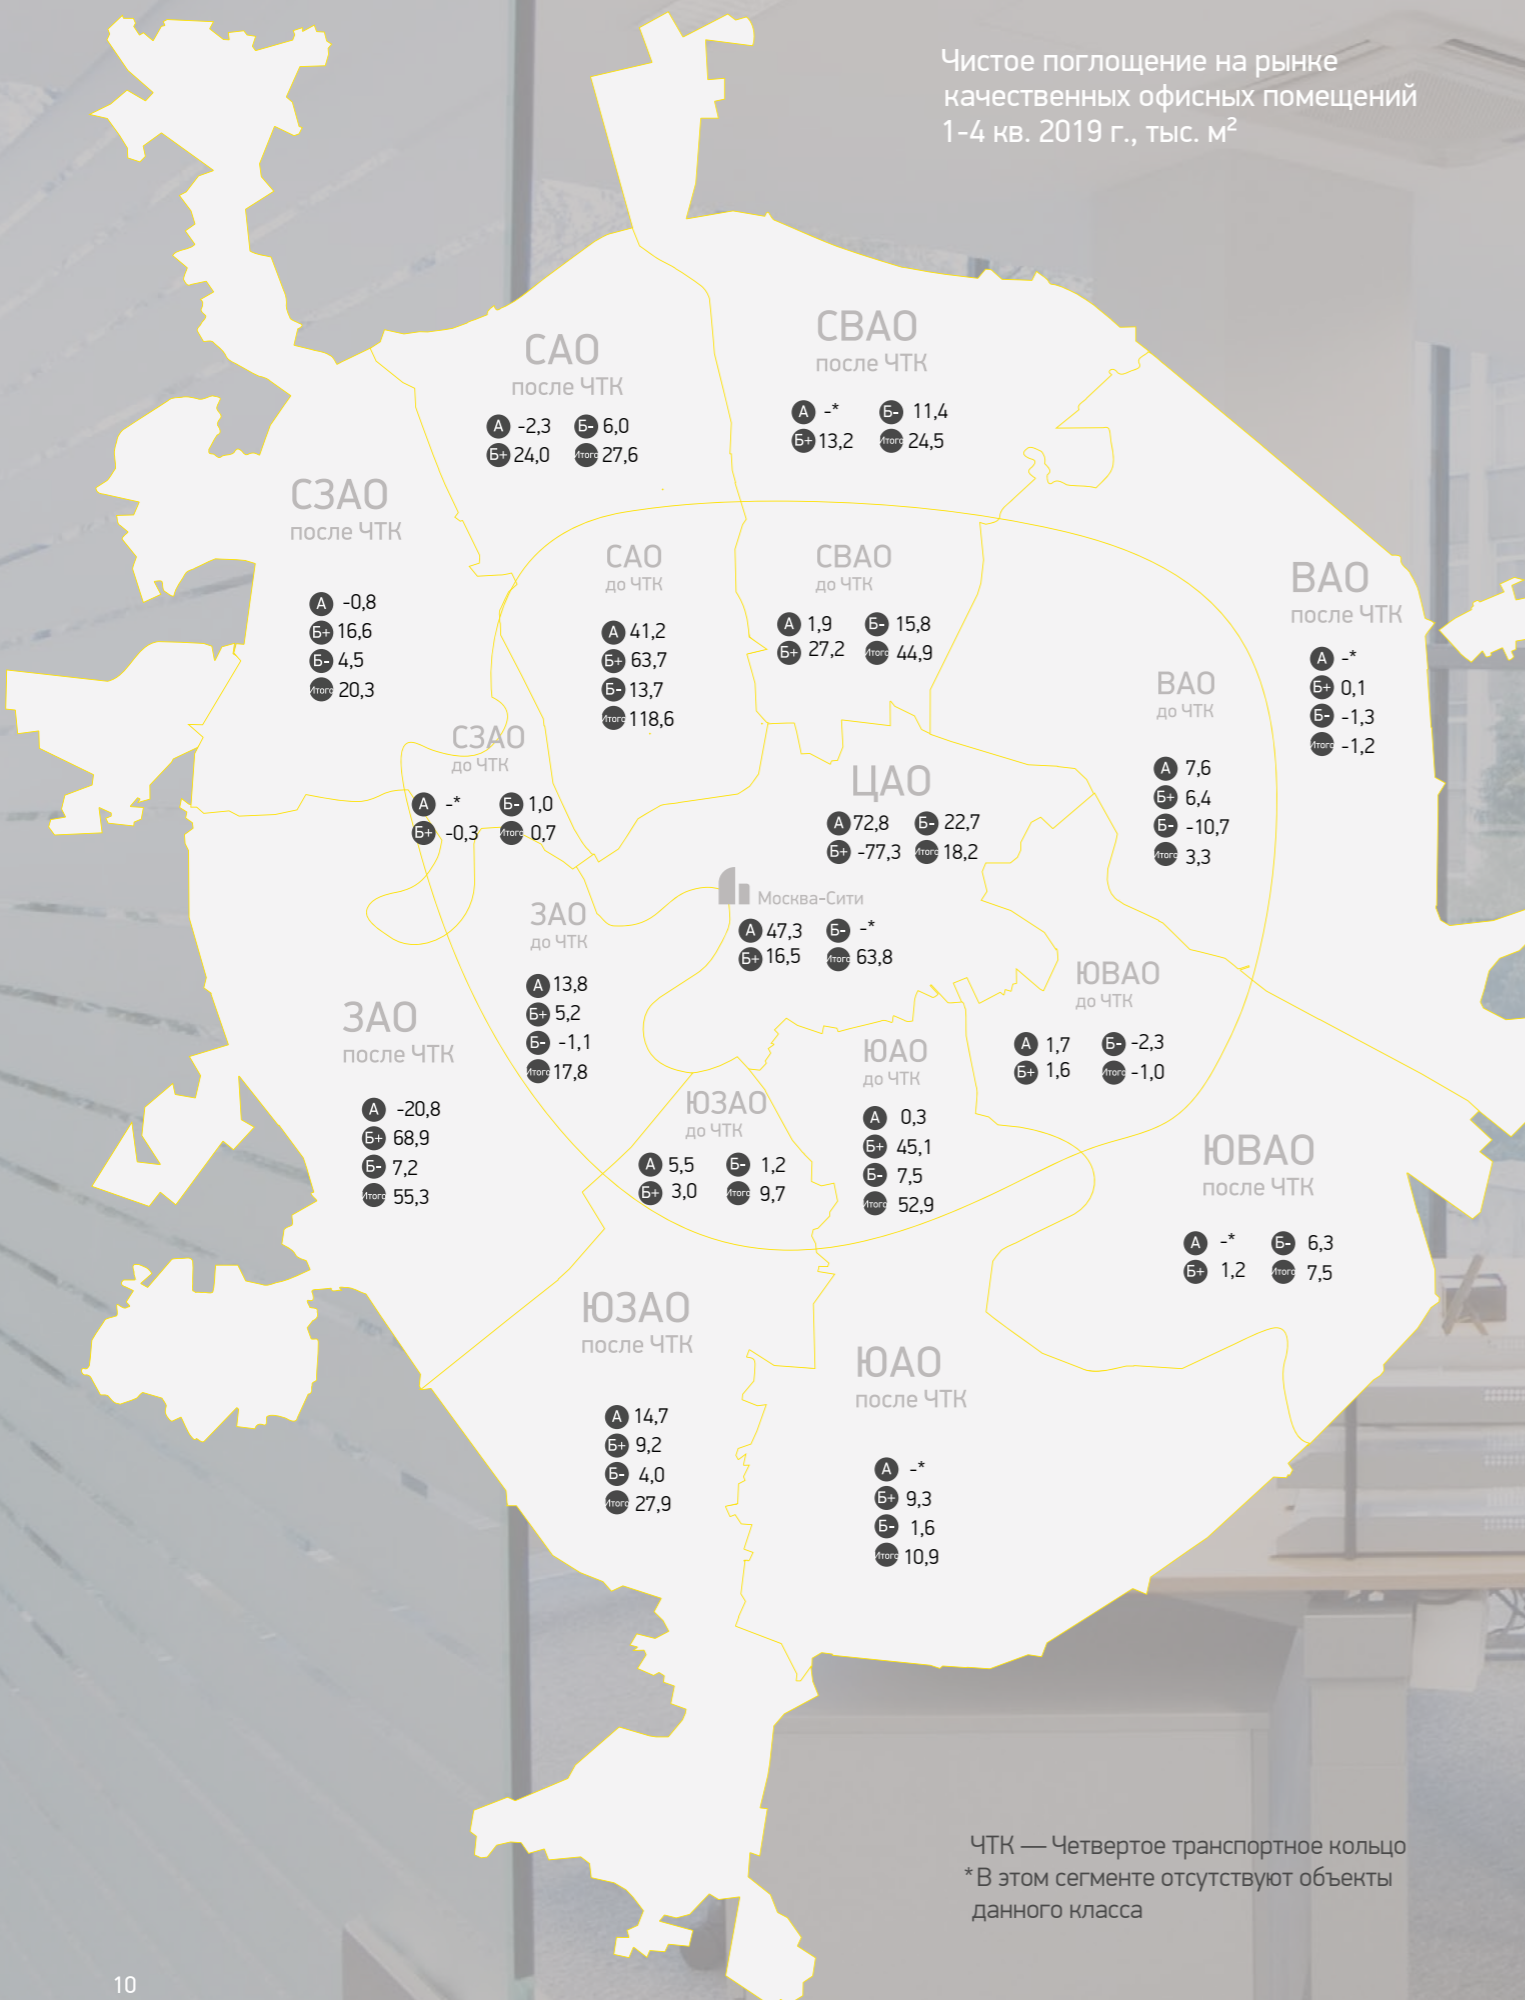 Чистое поглощение на рынке
качественных офисных помещений
1-4 кв. 2019 г., тыс. м²
САО
после ЧТК
А -2,3 Б- 6,0
Б+ 24,0 Итого 27,6
СВАО
после ЧТК
А -* Б- 11,4
Б+ 13,2 Итого 24,5
СЗАО
после ЧТК
А -0,8
Б+ 16,6
Б- 4,5
Итого 20,3
САО
до ЧТК
А 41,2
Б+ 63,7
Б- 13,7
Итого 118,6
СВАО
до ЧТК
А 1,9 Б- 15,8
Б+ 27,2 Итого 44,9
ВАО
после ЧТК
А -*
Б+ 0,1
Б- -1,3
Итого -1,2
ВАО
до ЧТК
А 7,6
Б+ 6,4
Б- -10,7
Итого 3,3
СЗАО
до ЧТК
А -* Б- 1,0
Б+ -0,3 Итого 0,7
ЦАО
А 72,8 Б- 22,7
Б+ -77,3 Итого 18,2
Москва-Сити
А 47,3 Б- -*
Б+ 16,5 Итого 63,8
ЗАО
до ЧТК
А 13,8
Б+ 5,2
Б- -1,1
Итого 17,8
ЗАО
после ЧТК
А -20,8
Б+ 68,9
Б- 7,2
Итого 55,3
ЮВАО
до ЧТК
А 1,7 Б- -2,3
Б+ 1,6 Итого -1,0
ЮАО
до ЧТК
А 0,3
Б+ 45,1
Б- 7,5
Итого 52,9
ЮЗАО
до ЧТК
А 5,5 Б- 1,2
Б+ 3,0 Итого 9,7
ЮВАО
после ЧТК
А -* Б- 6,3
Б+ 1,2 Итого 7,5
ЮЗАО
после ЧТК
А 14,7
Б+ 9,2
Б- 4,0
Итого 27,9
ЮАО
после ЧТК
А -*
Б+ 9,3
Б- 1,6
Итого 10,9
ЧТК — Четвертое транспортное кольцо
* В этом сегменте отсутствуют объекты
данного класса
10